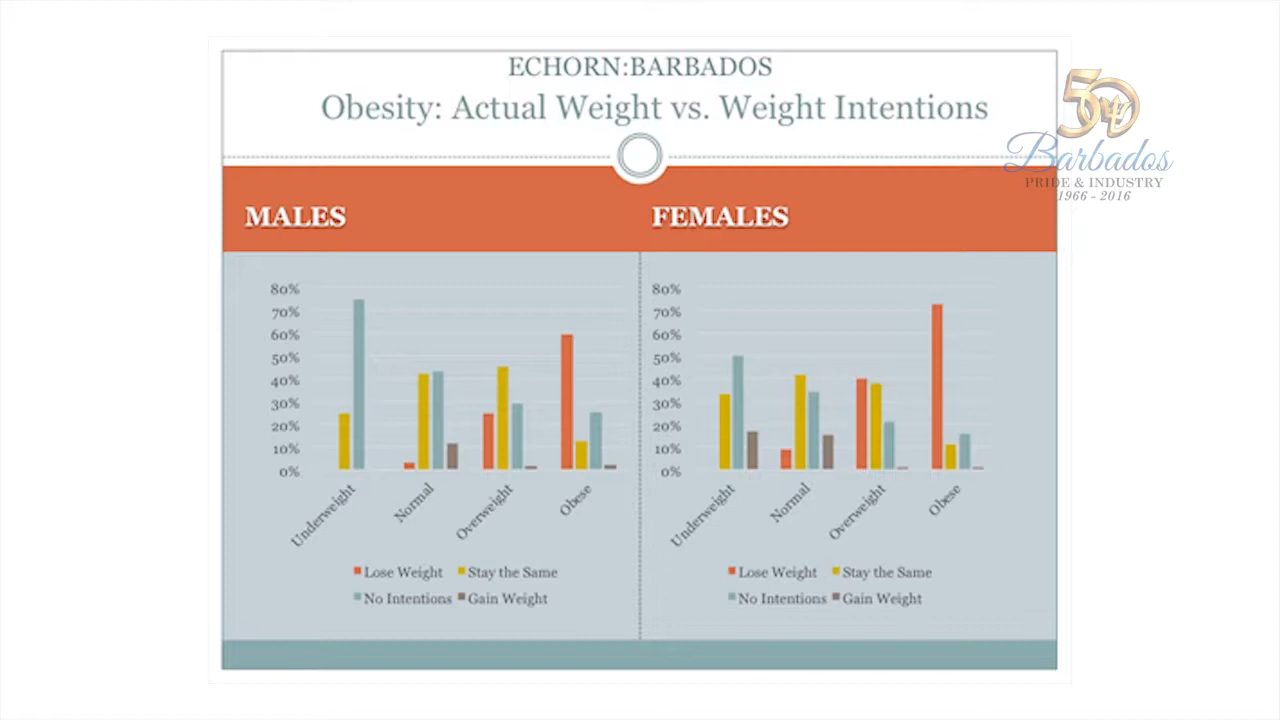 ECHORN:BARBADOS
Obesity: Actual Weight vs. Weight Intentions
50
Barbados
PRIDE & INDUSTRY
1966 - 2016
MALES
80%
70%
60%
50%
40%
30%
20%
10%
0%
Underweight
Normal
Overweight
Obese
Lose Weight
Stay the Same
No Intentions
Gain Weight
FEMALES
80%
70%
60%
50%
40%
30%
20%
10%
0%
Underweight
Normal
Overweight
Obese
Lose Weight
Stay the Same
No Intentions
Gain Weight